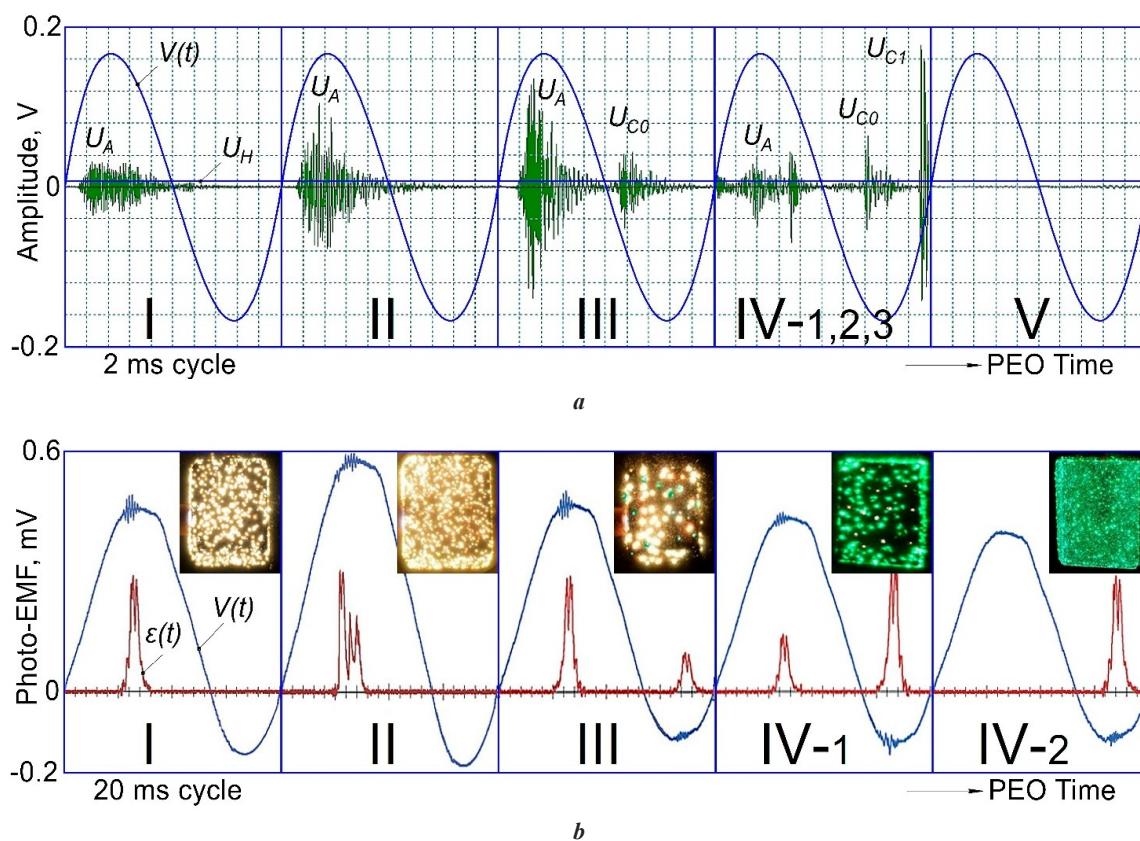 0.2
V(t)
U_A
U_H
U_A
U_A
U_C0
U_A
U_C0
U_C1
Amplitude, V
0
-0.2
I
II
III
IV-1,2,3
V
2 ms cycle
PEO Time
a
0.6
Photo-EMF, mV
ε(t)
V(t)
0
-0.2
I
II
III
IV-1
IV-2
20 ms cycle
PEO Time
b